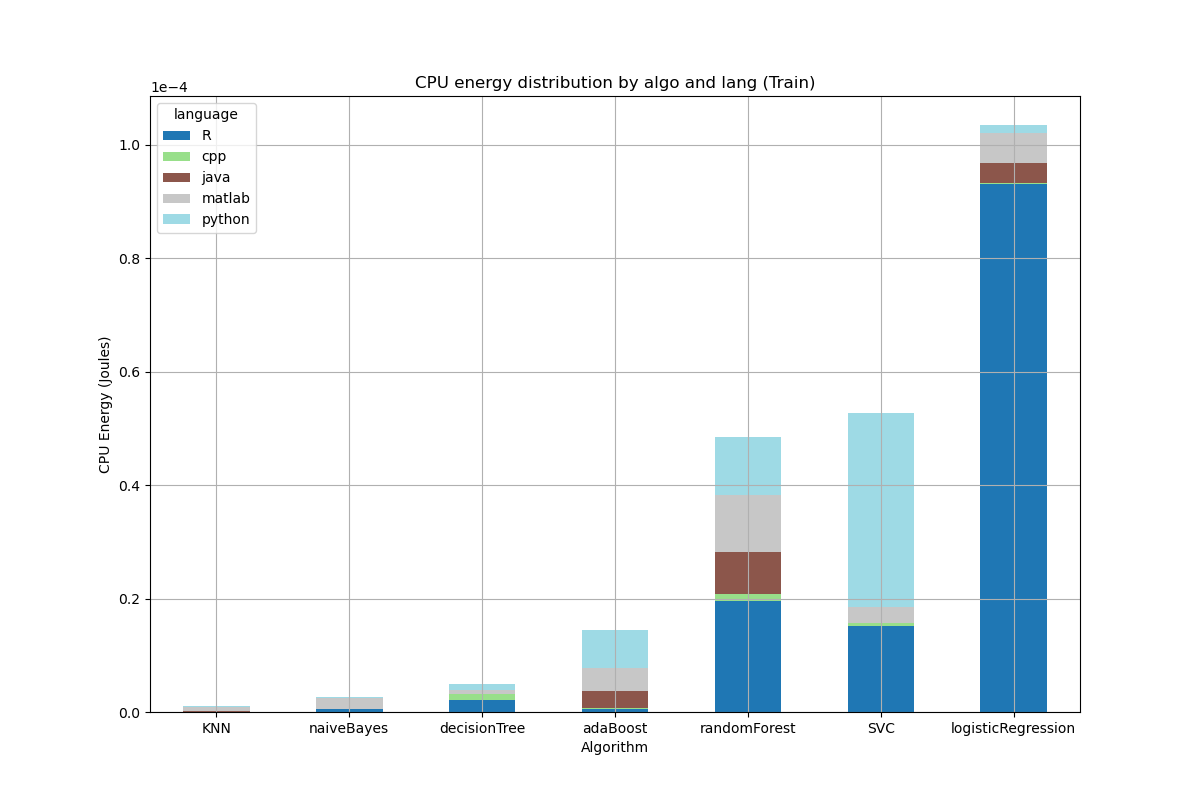 CPU energy distribution by algo and lang (Train)
1e−4
language
R
cpp
java
matlab
python
1.0
0.8
0.6
0.4
0.2
0.0
CPU Energy (Joules)
KNN
naiveBayes
decisionTree
adaBoost
randomForest
SVC
logisticRegression
Algorithm